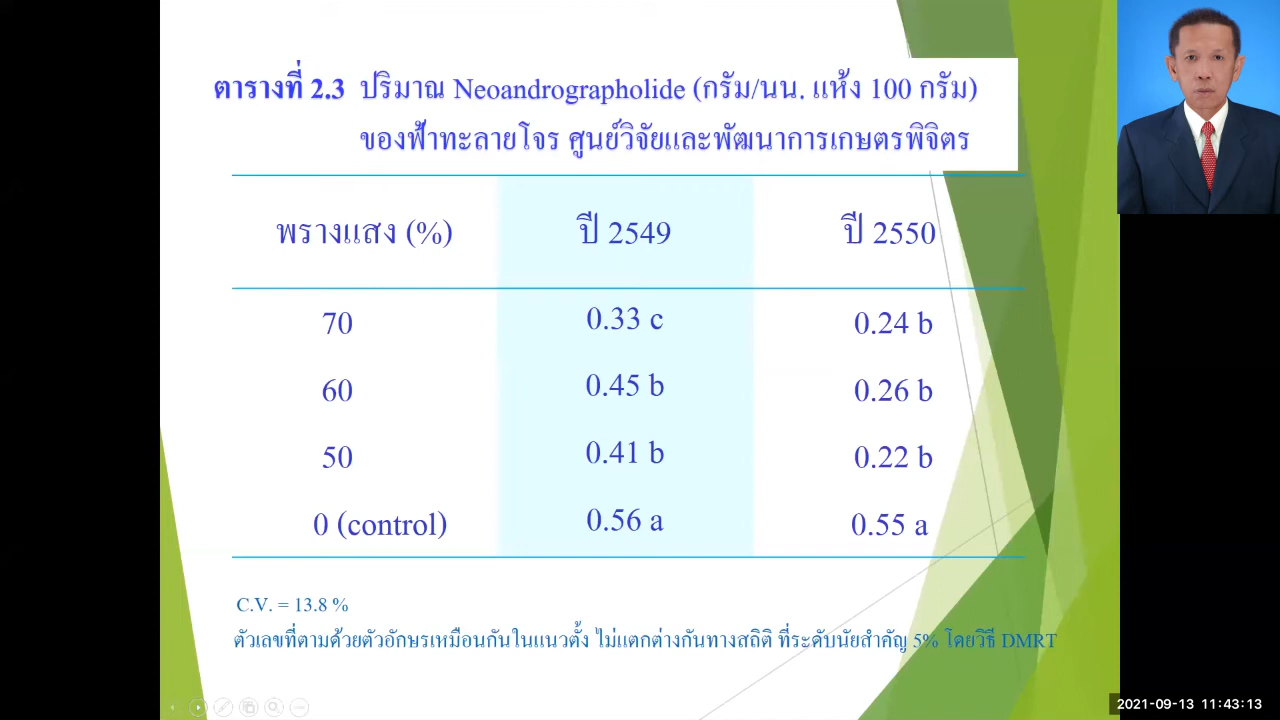 ตารางที่ 2.3 ปริมาณ Neoandrographolide (กรัม/นน. แห้ง 100 กรัม)
ของฟ้าทะลายโจร ศูนย์วิจัยและพัฒนาการเกษตรพิจิตร
พรางแสง (%) ปี 2549 ปี 2550
70 0.33 c 0.24 b
60 0.45 b 0.26 b
50 0.41 b 0.22 b
0 (control) 0.56 a 0.55 a
C.V. = 13.8 %
ตัวเลขที่ตามด้วยตัวอักษรเหมือนกันในแนวตั้ง ไม่แตกต่างกันทางสถิติ ที่ระดับนัยสำคัญ 5% โดยวิธี DMRT
2021-09-13 11:43:13